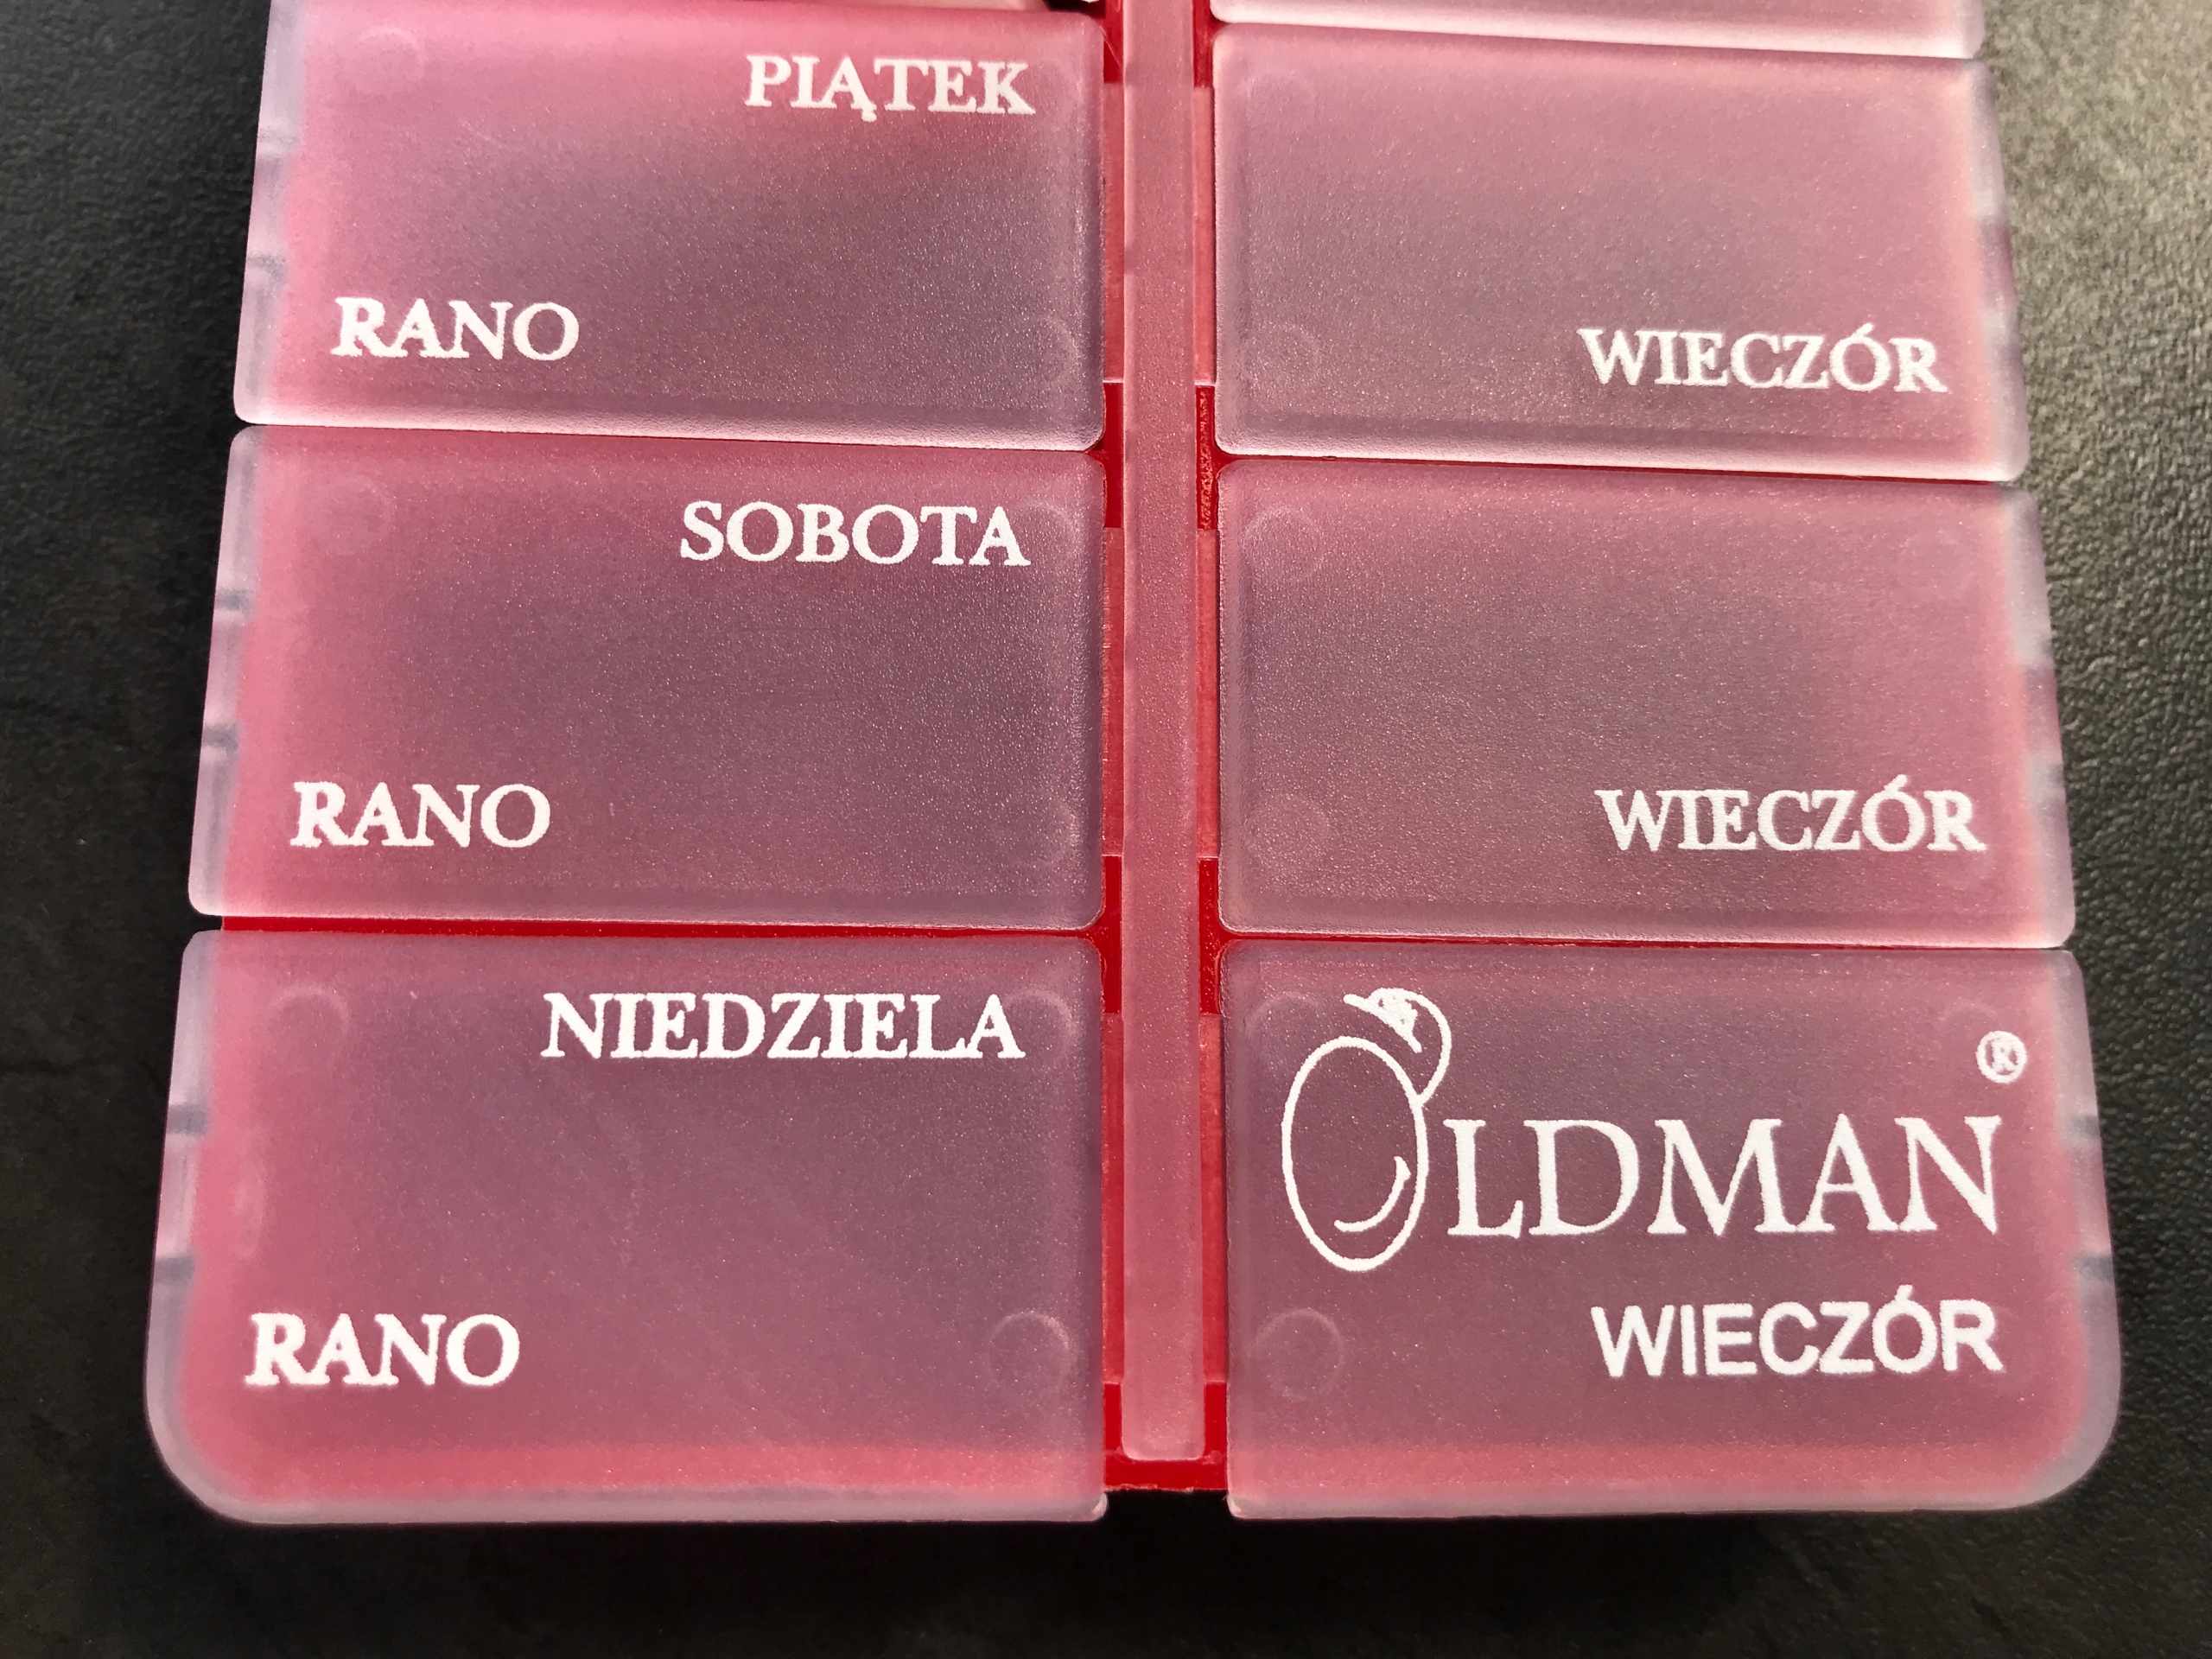 PIĄTEK
RANO
WIECZÓR
SOBOTA
RANO
WIECZÓR
NIEDZIELA
RANO
OLDMAN®
WIECZÓR